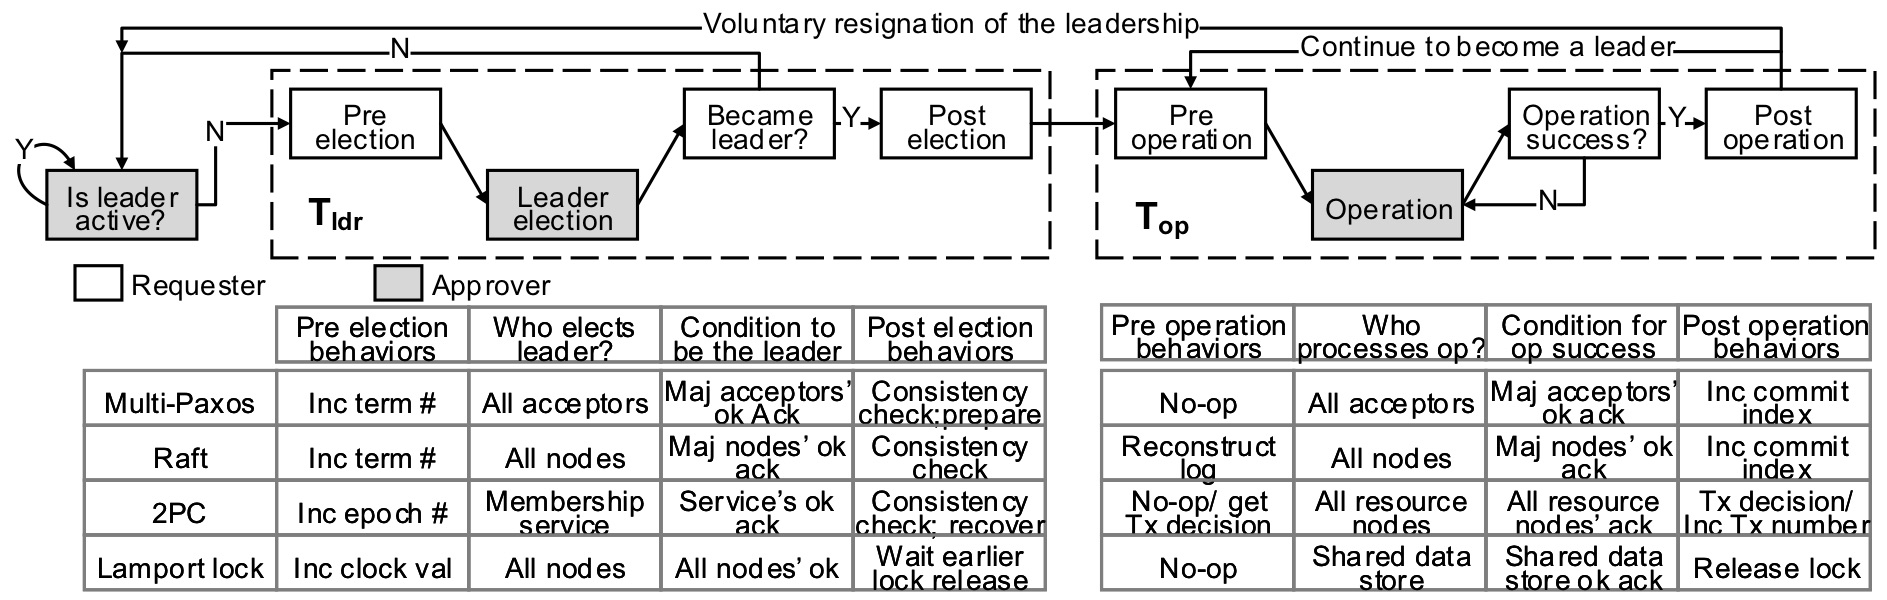 Voluntary resignation of the leadership
N
Continue to become a leader
Y
N
Is leader
active?
Pre
election
Leader
election
Became
leader?
Y
Post
election
T ldr
Pre
operation
Operation
Operation
success?
Y
N
Post
operation
T op
Requester
Approver
Pre election behaviors Who elects leader? Condition to be the leader Post election behaviors
Multi-Paxos Inc term # All acceptors Maj acceptors' ok Ack Consistency check;prepare
Raft Inc term # All nodes Maj nodes' ok ack Consistency check
2PC Inc epoch # Membership service Service's ok ack Consistency check; recover
Lamport lock Inc clock val All nodes All nodes' ok Wait earlier lock release
Pre operation behaviors Who processes op? Condition for op success Post operation behaviors
No-op All acceptors Maj acceptors' ok ack Inc commit index
Reconstruct log All nodes Maj nodes' ok ack Inc commit index
No-op/ get Tx decision All resource nodes All resource nodes' ack Tx decision/ Inc Tx number
No-op Shared data store Shared data store ok ack Release lock